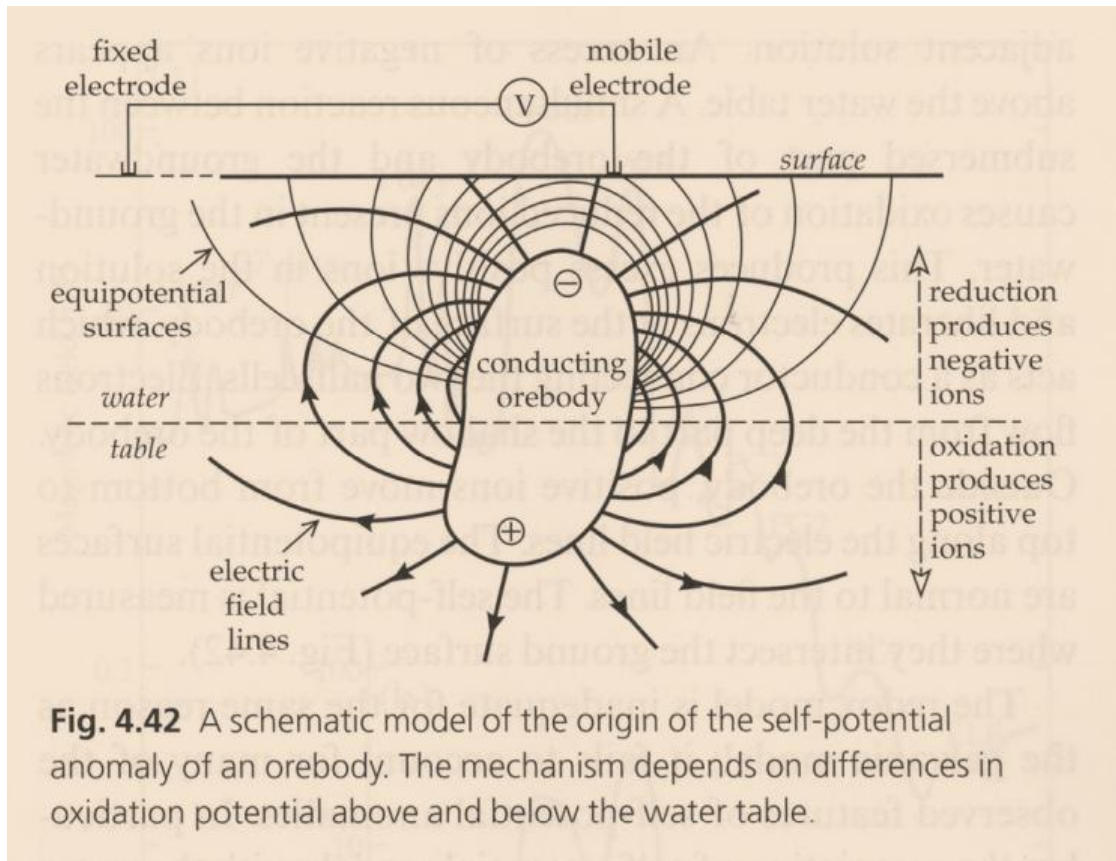 fixed
electrode
mobile
electrode
V
surface
equipotential
surfaces
−
conducting
orebody
reduction
produces
negative
ions
water
table
oxidation
produces
positive
ions
+
electric
field
lines
Fig. 4.42 A schematic model of the origin of the self-potential
anomaly of an orebody. The mechanism depends on differences in
oxidation potential above and below the water table.